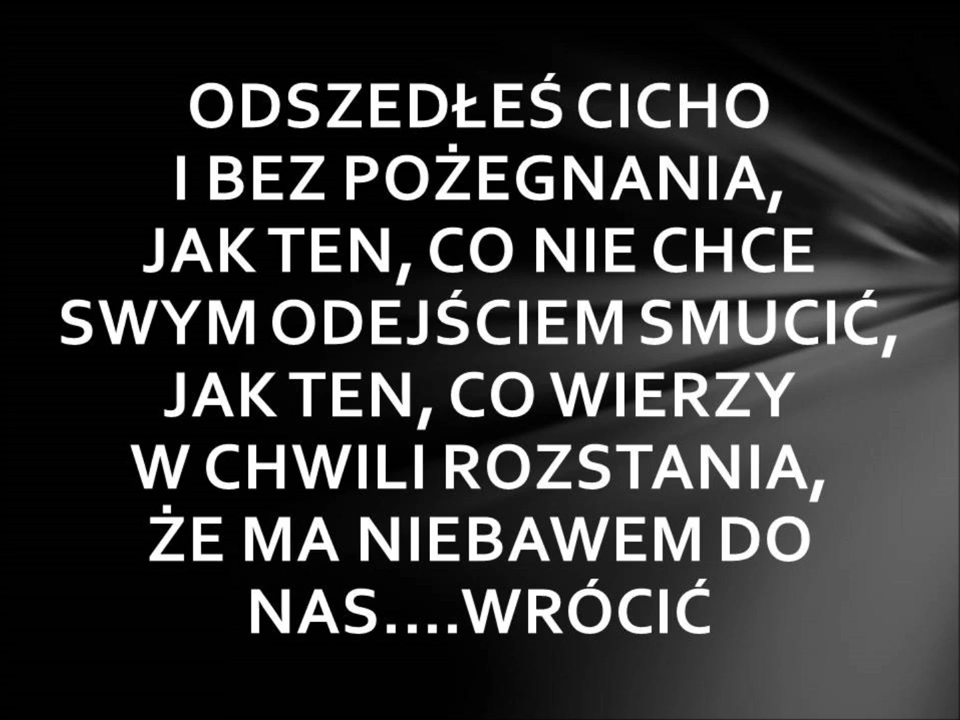 ODSZEDŁEŚ CICHO
I BEZ POŻEGNANIA,
JAK TEN, CO NIE CHCE
SWYM ODEJŚCIEM SMUCIĆ,
JAK TEN, CO WIERZY
W CHWILI ROZSTANIA,
ŻE MA NIEBAWEM DO
NAS....WRÓCIĆ